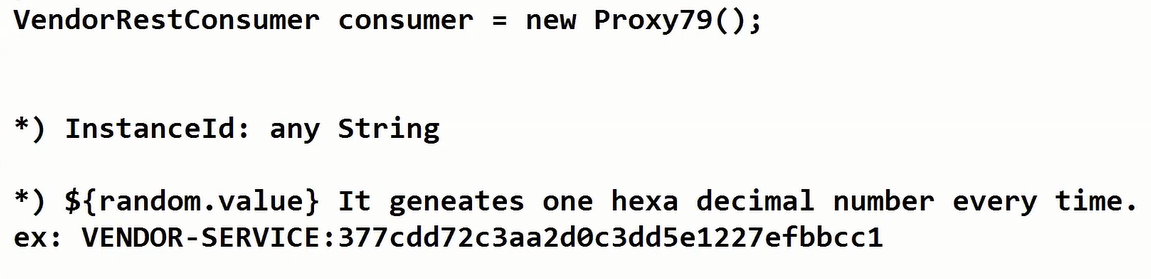 VendorRestConsumer consumer = new Proxy79();
*) InstanceId: any String
*) ${random.value} It geneates one hexa decimal number every time.
ex: VENDOR-SERVICE:377cdd72c3aa2d0c3dd5e1227efbbcc1